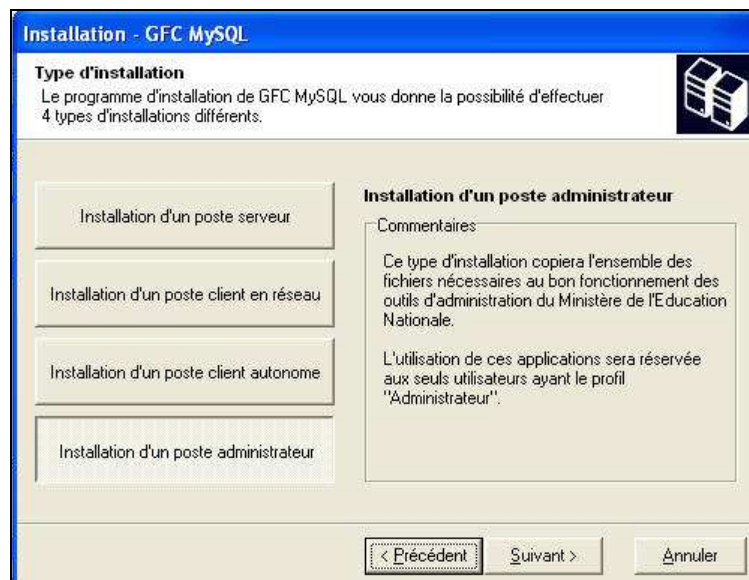 Installation - GFC MySQL
Type d'installation
Le programme d'installation de GFC MySQL vous donne la possibilité d'effectuer
4 types d'installations différents.
Installation d'un poste serveur
Installation d'un poste client en réseau
Installation d'un poste client autonome
Installation d'un poste administrateur
Installation d'un poste administrateur
Commentaires
Ce type d'installation copiera l'ensemble des
fichiers nécessaires au bon fonctionnement des
outils d'administration du Ministère de l'Education
Nationale.
L'utilisation de ces applications sera réservée
aux seuls utilisateurs ayant le profil
"Administrateur".
< Précédent
Suivant >
Annuler